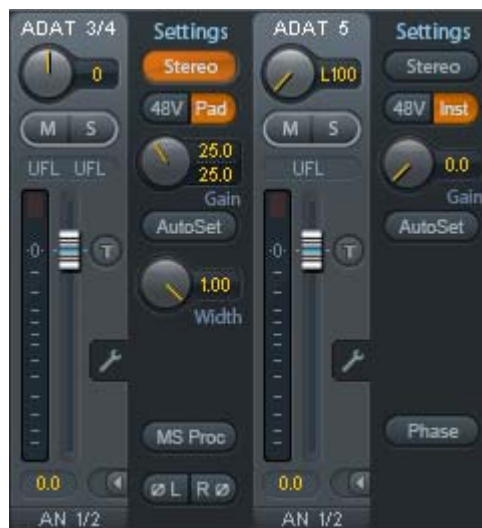 ADAT 3/4
0
M S
UFL UFL
-0-
T
0.0
AN 1/2
Settings
Stereo
48V Pad
25.0
25.0
Gain
AutoSet
1.00
Width
MS Proc
Ø L R Ø
ADAT 5
L100
M S
UFL
-0-
T
0.0
AN 1/2
Settings
Stereo
48V Inst
0.0
Gain
AutoSet
Phase